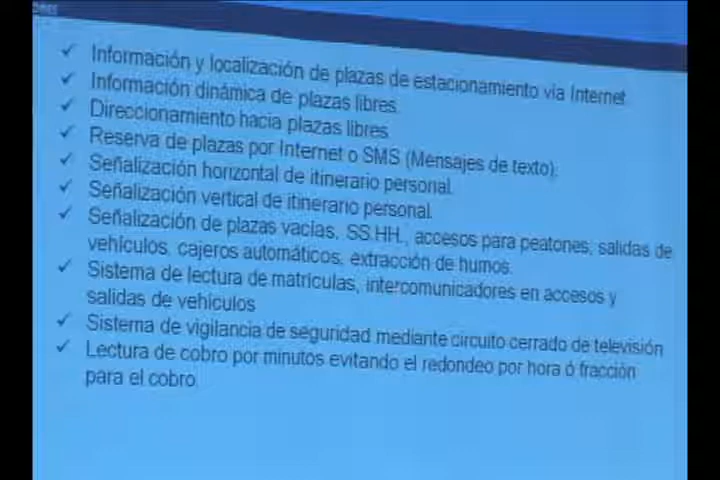 Información y localización de plazas de estacionamiento vía Internet.
Información dinámica de plazas libres.
Direccionamiento hacia plazas libres.
Reserva de plazas por Internet o SMS (Mensajes de texto).
Señalización horizontal de itinerario personal.
Señalización vertical de itinerario personal.
Señalización de plazas vacías, SS.HH., accesos para peatones, salidas de
vehículos, cajeros automáticos, extracción de humos.
Sistema de lectura de matrículas, intercomunicadores en accesos y
salidas de vehículos
Sistema de vigilancia de seguridad mediante circuito cerrado de televisión
Lectura de cobro por minutos evitando el redondeo por hora ó fracción
para el cobro.